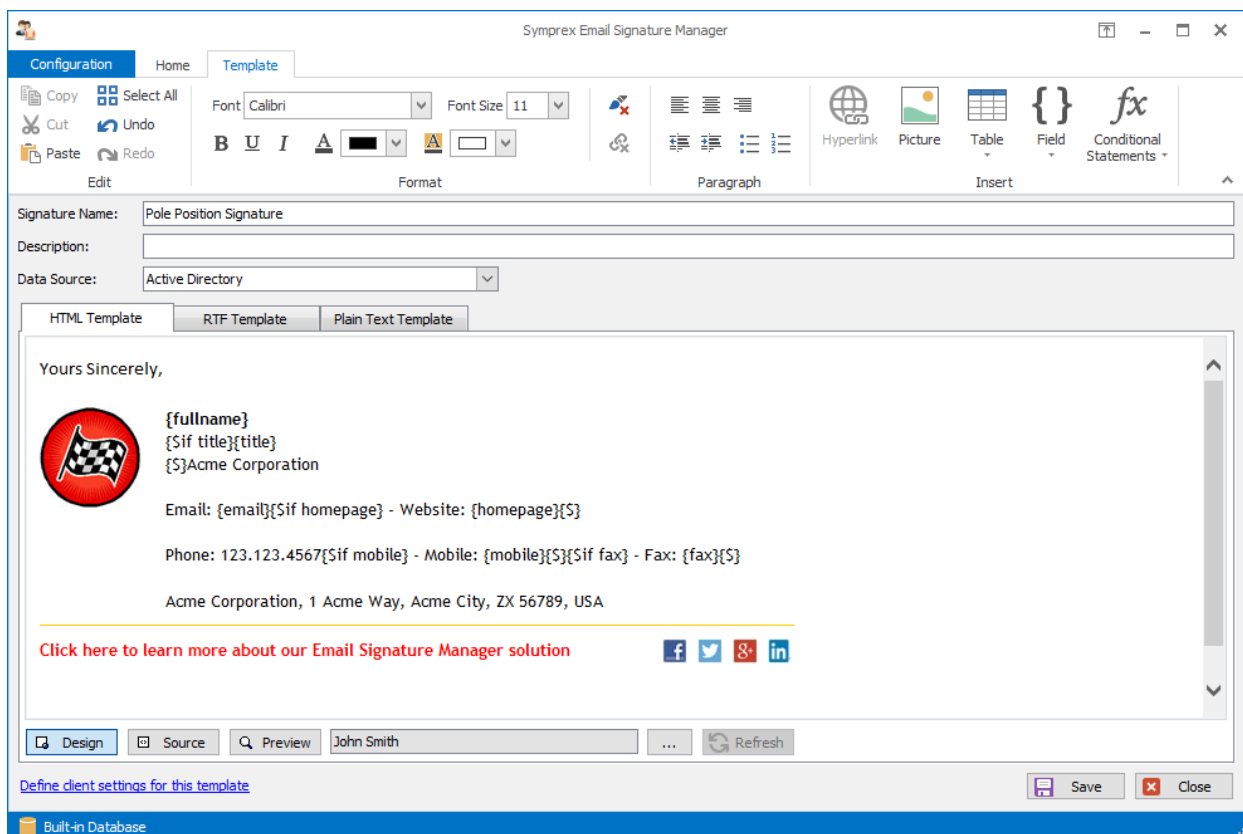 Symprex Email Signature Manager
Configuration Home Template
Copy Select All
Cut Undo
Paste Redo
Edit
Font Calibri Font Size 11
B U I A A
Format
Paragraph
Hyperlink Picture Table Field Conditional Statements
{ } fx
Insert
Signature Name: Pole Position Signature
Description:
Data Source: Active Directory
HTML Template RTF Template Plain Text Template
Yours Sincerely,
{fullname}
{$if title}{title}
{$}Acme Corporation
Email: {email}{$if homepage} - Website: {homepage}{$}
Phone: 123.123.4567{$if mobile} - Mobile: {mobile}{$}{$if fax} - Fax: {fax}{$}
Acme Corporation, 1 Acme Way, Acme City, ZX 56789, USA
Click here to learn more about our Email Signature Manager solution f 8+ in
Design Source Preview John Smith ... Refresh
Define client settings for this template Save Close
Built-in Database